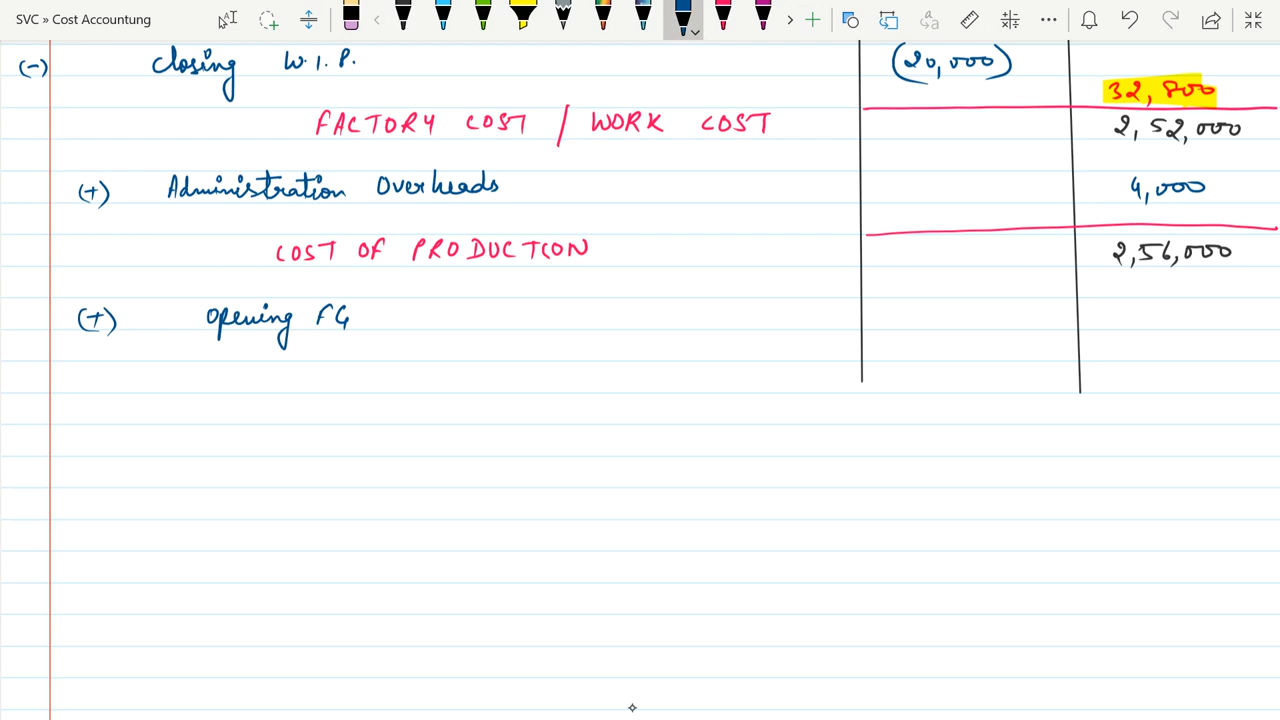 SVC » Cost Accountung
(-) Closing W.I.P. (20,000)
32,800
FACTORY COST / WORK COST 2,52,000
(+) Administration Overheads 4,000
COST OF PRODUCTION 2,56,000
(+) Opening FG